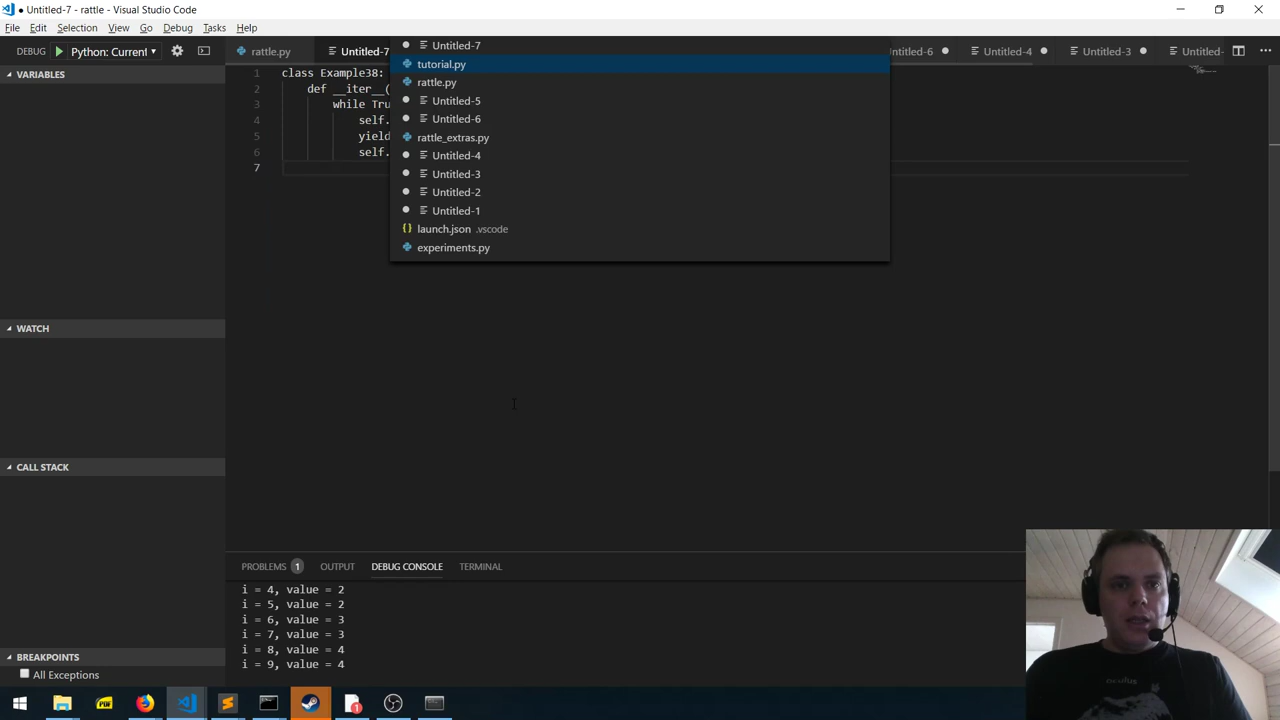 ● Untitled-7 - rattle - Visual Studio Code
File Edit Selection View Go Debug Tasks Help
DEBUG Python: Current
rattle.py
Untitled-7
Untitled-6
Untitled-4
Untitled-3
Untitled-
Untitled-7
tutorial.py
rattle.py
Untitled-5
Untitled-6
rattle_extras.py
Untitled-4
Untitled-3
Untitled-2
Untitled-1
{} launch.json .vscode
experiments.py
VARIABLES
WATCH
CALL STACK
BREAKPOINTS
All Exceptions
1 class Example38:
2 def __iter__(
3 while Tru
4 self.
5 yield
6 self.
7
PROBLEMS 1 OUTPUT DEBUG CONSOLE TERMINAL
i = 4, value = 2
i = 5, value = 2
i = 6, value = 3
i = 7, value = 3
i = 8, value = 4
i = 9, value = 4
PDF
1